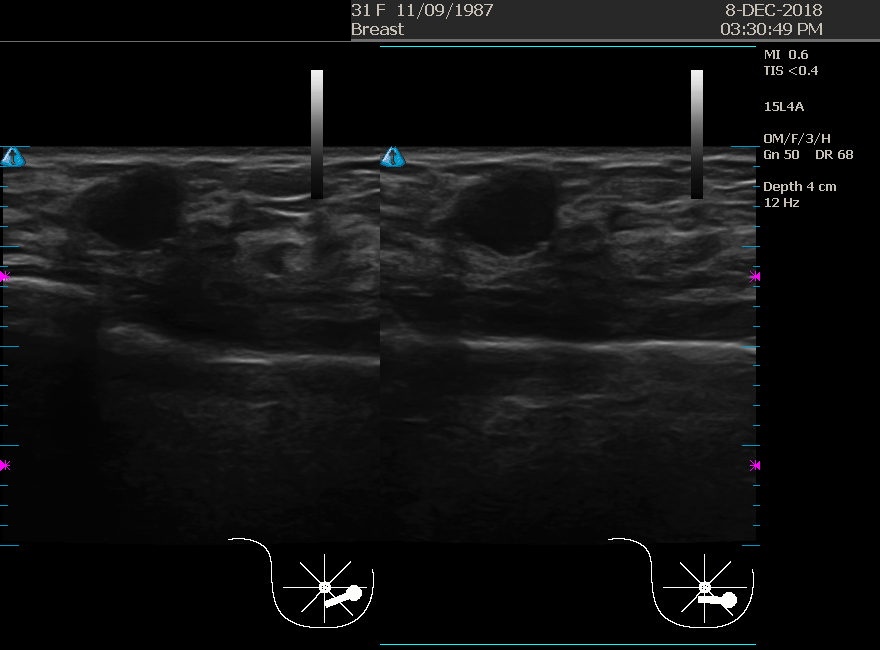 31 F 11/09/1987
8-DEC-2018
Breast
03:30:49 PM
MI 0.6
TIS <0.4
15L4A
OM/F/3/H
Gn 50 DR 68
Depth 4 cm
12 Hz